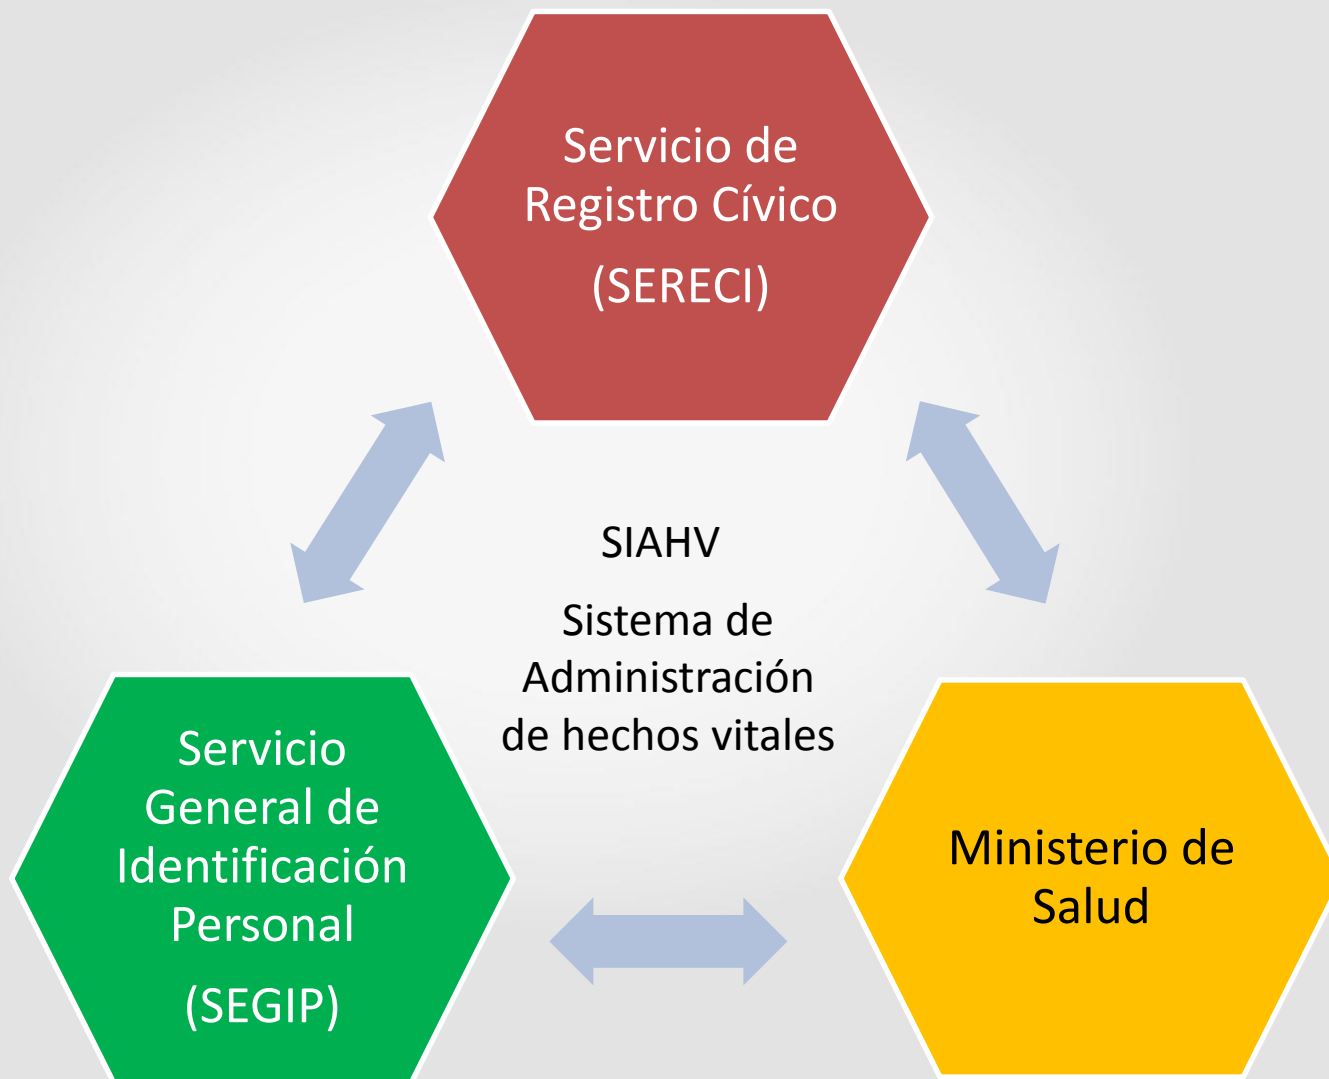 Servicio de
Registro Cívico
(SERECI)
SIAHV
Sistema de
Administración
de hechos vitales
Servicio
General de
Identificación
Personal
(SEGIP)
Ministerio de
Salud